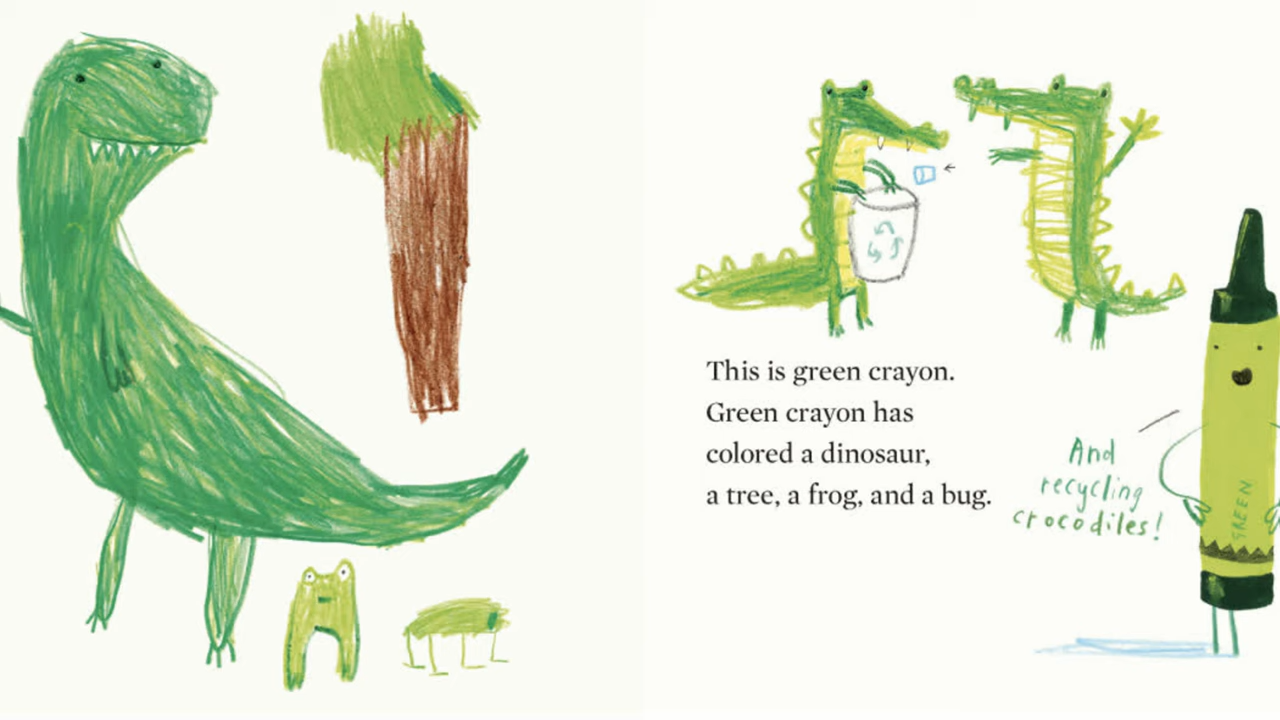 This is green crayon.
Green crayon has
colored a dinosaur,
a tree, a frog, and a bug.
And
recycling
crocodiles!
GREEN